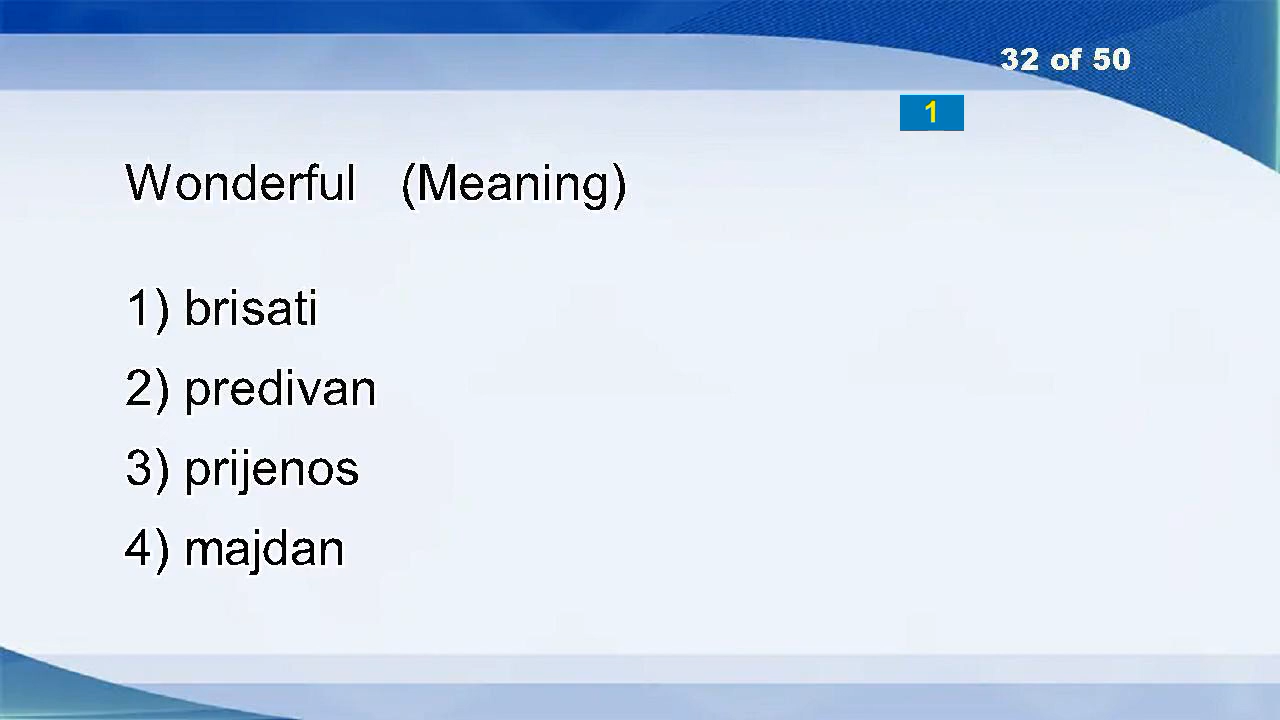 32 of 50
1
Wonderful (Meaning)
1) brisati
2) predivan
3) prijenos
4) majdan